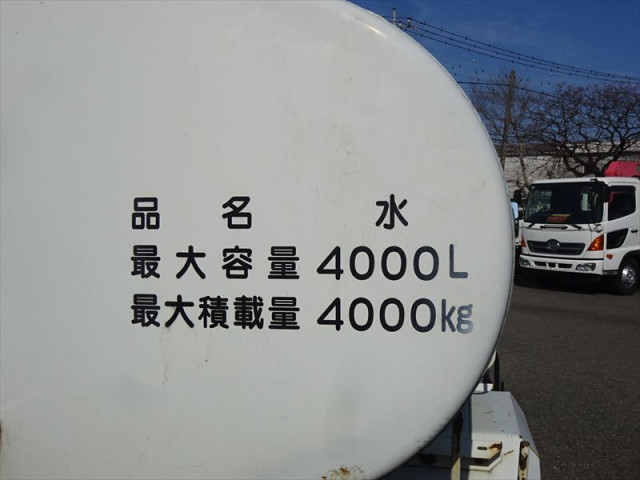 品名 水
最大容量 4000L
最大積載量 4000kg